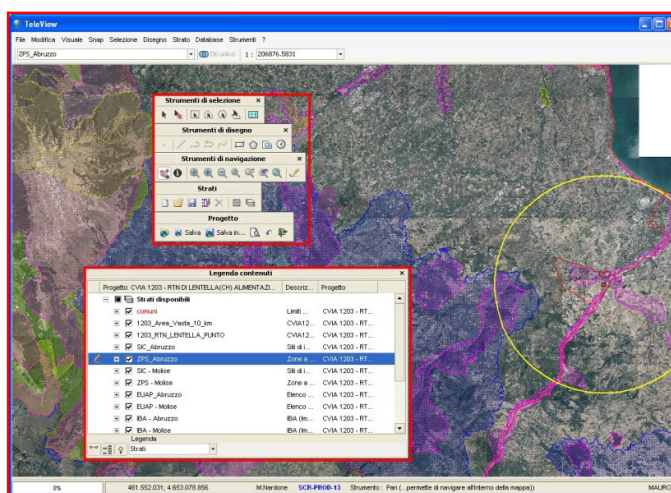 TeleView
File Modifica Visuale Snap Selezione Disegno Strato Database Strumenti ?
ZPS_Abruzzo Db unico 1 : 206876.5831
Strumenti di selezione ×
Strumenti di disegno ×
Strumenti di navigazione ×
Strati ×
Progetto ×
Salva Salva in...
Legenda contenuti ×
Progetto: CVIA 1203 - RTN DI LENTELLA(CH) ALIMENTAZI... Descriz... Progetto
Strati disponibili
comuni Limiti ... CVIA 1203 - RT...
1203_Area_Vasta_10_km CVIA12... CVIA 1203 - RT...
1203_RTN_LENTELLA_PUNTO CVIA12... CVIA 1203 - RT...
SIC_Abruzzo Siti di i... CVIA 1203 - RT...
ZPS_Abruzzo Zone a ... CVIA 1203 - RT...
SIC - Molise Siti di i... CVIA 1203 - RT...
ZPS - Molise Zone a ... CVIA 1203 - RT...
EUAP_Abruzzo Elenco ... CVIA 1203 - RT...
EUAP - Molise Elenco ... CVIA 1203 - RT...
IBA - Abruzzo IBA (Im... CVIA 1203 - RT...
IBA - Molise IBA (Im... CVIA 1203 - RT...
Legenda
Strati
0% 461.552.031; 4.653.078.856 M.Nardone SCR-PROD-13 Strumento : Pan (...permette di navigare all'interno della mappa)) MAURO